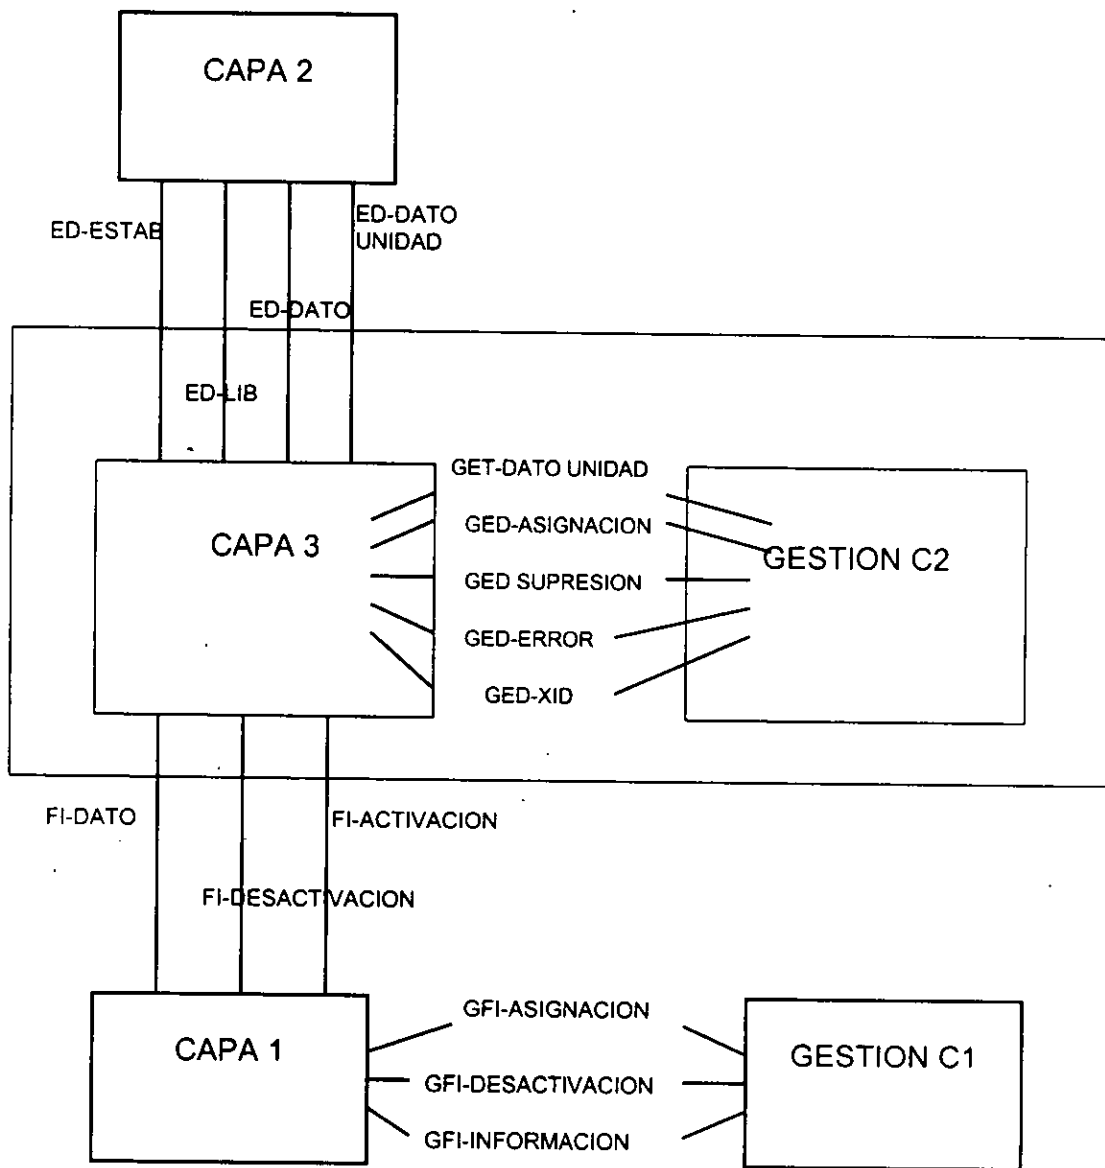 CAPA 2
ED-ESTAB
ED-DATO
UNIDAD
ED-DATO
ED-LIB
GET-DATO UNIDAD
GED-ASIGNACION
CAPA 3
GESTION C2
GED SUPRESION
GED-ERROR
GED-XID
FI-DATO
FI-ACTIVACION
FI-DESACTIVACION
GFI-ASIGNACION
CAPA 1
GESTION C1
GFI-DESACTIVACION
GFI-INFORMACION